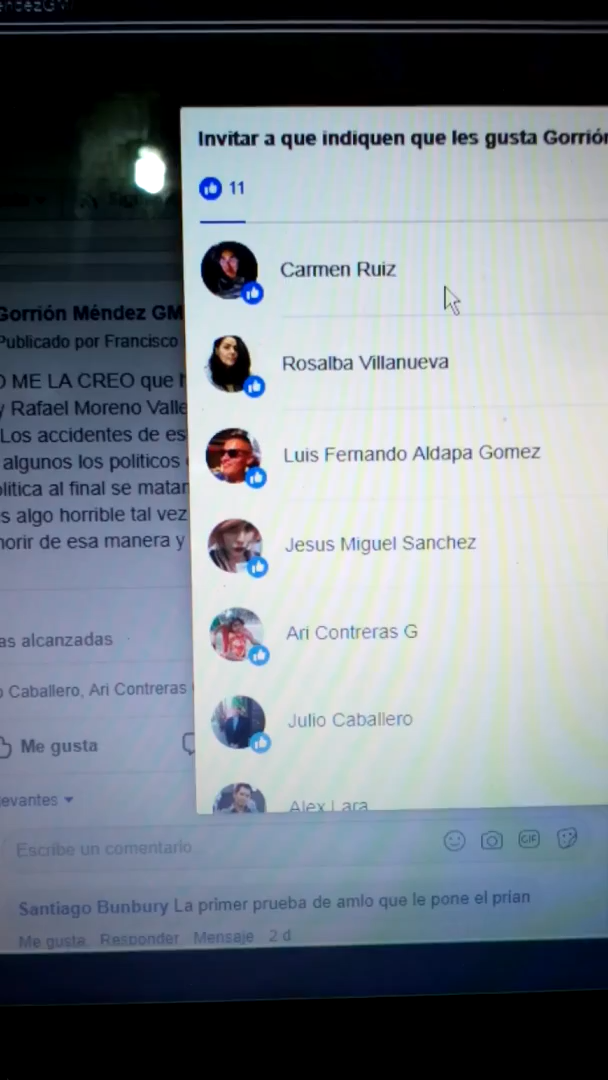 Invitar a que indiquen que les gusta Gorrión
11
Carmen Ruiz
Rosalba Villanueva
Luis Fernando Aldapa Gomez
Jesus Miguel Sanchez
Ari Contreras G
Julio Caballero
Alex Lara
Gorrión Méndez GM
Publicado por Francisco
O ME LA CREO que
y Rafael Moreno Valle
Los accidentes de es
algunos los politicos
olitica al final se matar
s algo horrible tal vez
morir de esa manera y
as alcanzadas
o Caballero, Ari Contreras
Me gusta
evantes
Escribe un comentario...
GIF
Santiago Bunbury La primer prueba de amlo que le pone el prian
Me gusta Responder Mensaje 2 d